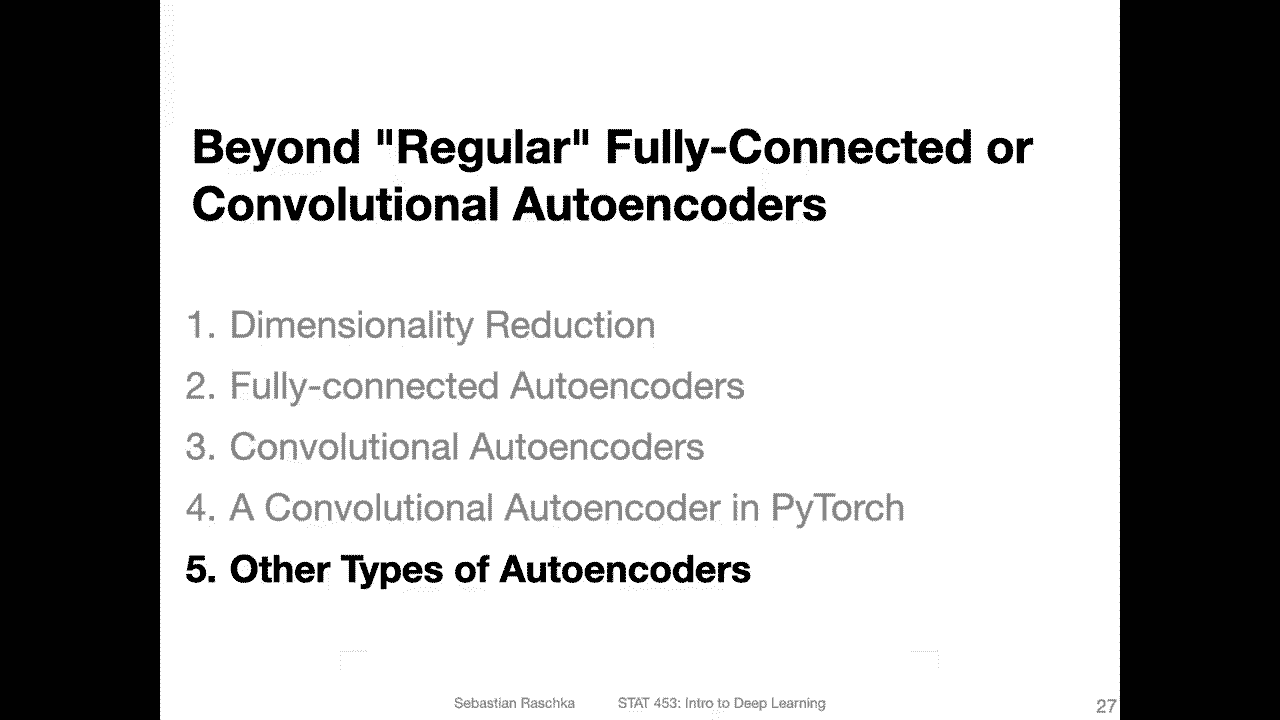 Beyond "Regular" Fully-Connected or
Convolutional Autoencoders
1. Dimensionality Reduction
2. Fully-connected Autoencoders
3. Convolutional Autoencoders
4. A Convolutional Autoencoder in PyTorch
5. Other Types of Autoencoders
Sebastian Raschka STAT 453: Intro to Deep Learning 27